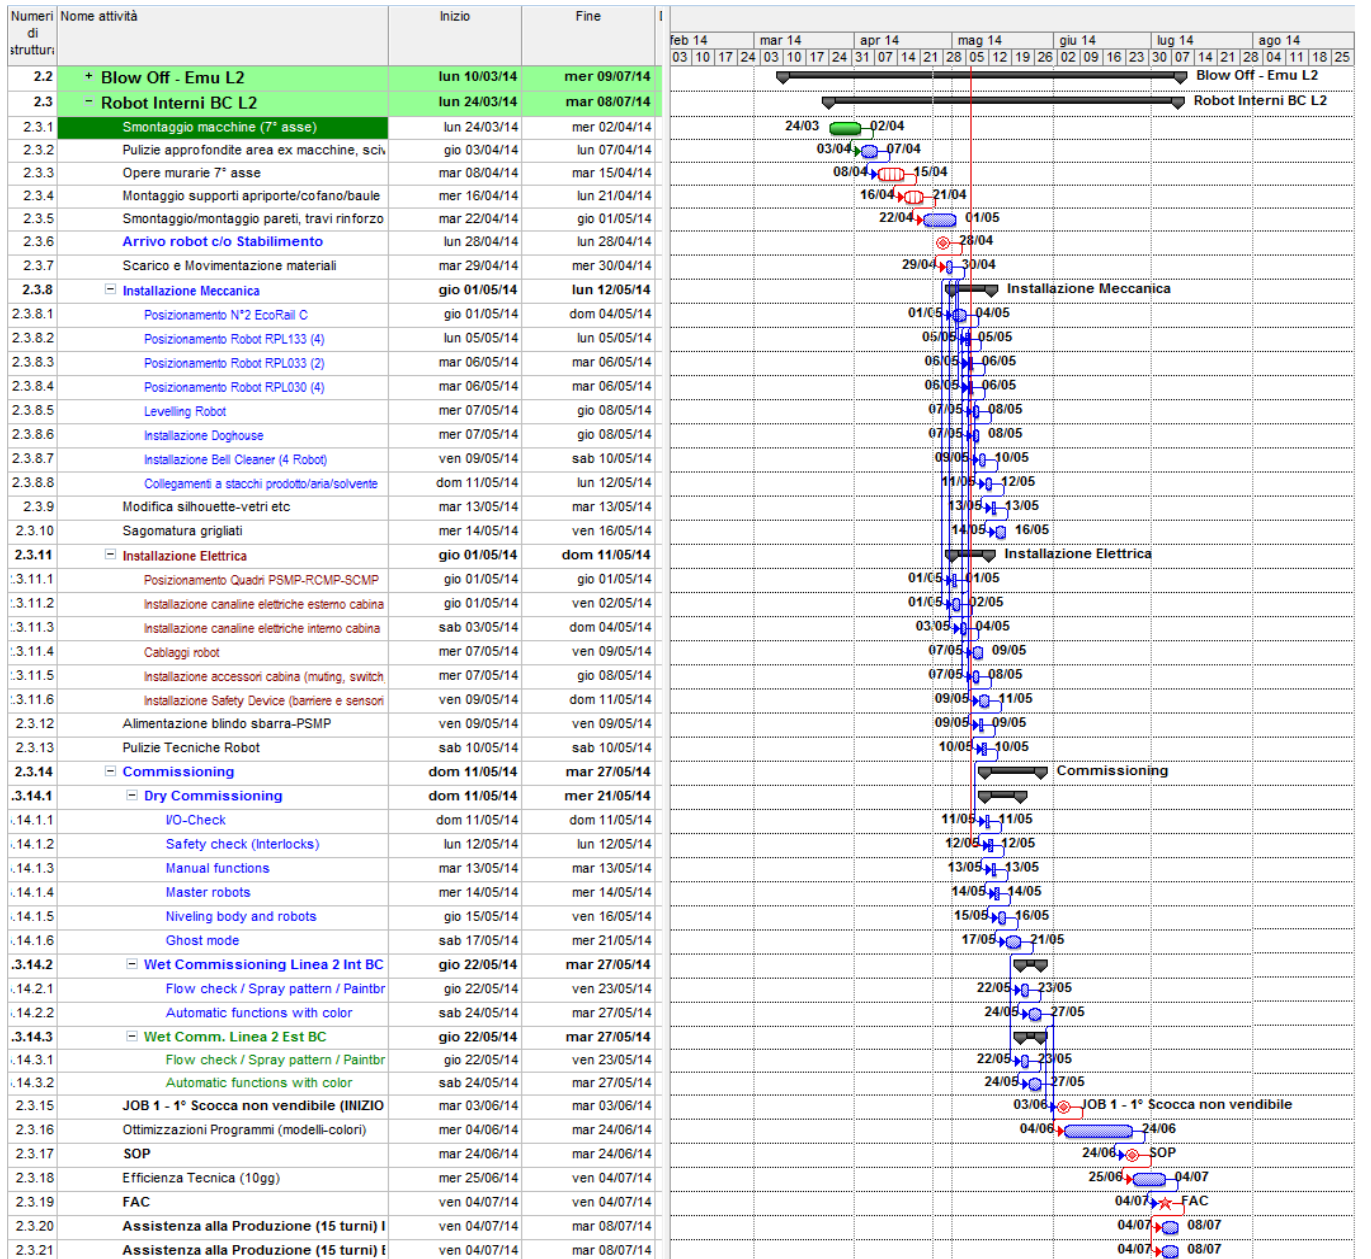 Numeri di struttura Nome attività Inizio Fine
feb 14 mar 14 apr 14 mag 14 giu 14 lug 14 ago 14
03 10 17 24 03 10 17 24 31 07 14 21 28 05 12 19 26 02 09 16 23 30 07 14 21 28 04 11 18 25
2.2 + Blow Off - Emu L2 lun 10/03/14 mer 09/07/14 Blow Off - Emu L2
2.3 - Robot Interni BC L2 lun 24/03/14 mar 08/07/14 Robot Interni BC L2
2.3.1 Smontaggio macchine (7° asse) lun 24/03/14 mer 02/04/14 24/03 02/04
2.3.2 Pulizie approfondite area ex macchine, sciv gio 03/04/14 lun 07/04/14 03/04 07/04
2.3.3 Opere murarie 7° asse mar 08/04/14 mar 15/04/14 08/04 15/04
2.3.4 Montaggio supporti apriporte/cofano/baule mer 16/04/14 lun 21/04/14 16/04 21/04
2.3.5 Smontaggio/montaggio pareti, travi rinforzo mar 22/04/14 gio 01/05/14 22/04 01/05
2.3.6 Arrivo robot c/o Stabilimento lun 28/04/14 lun 28/04/14 28/04
2.3.7 Scarico e Movimentazione materiali mar 29/04/14 mer 30/04/14 29/04 30/04
2.3.8 Installazione Meccanica gio 01/05/14 lun 12/05/14 Installazione Meccanica
2.3.8.1 Posizionamento N°2 EcoRail C gio 01/05/14 dom 04/05/14 01/05 04/05
2.3.8.2 Posizionamento Robot RPL133 (4) lun 05/05/14 lun 05/05/14 05/05 05/05
2.3.8.3 Posizionamento Robot RPL033 (2) mar 06/05/14 mar 06/05/14 06/05 06/05
2.3.8.4 Posizionamento Robot RPL030 (4) mar 06/05/14 mar 06/05/14 06/05 06/05
2.3.8.5 Levelling Robot mer 07/05/14 gio 08/05/14 07/05 08/05
2.3.8.6 Installazione Doghouse mer 07/05/14 gio 08/05/14 07/05 08/05
2.3.8.7 Installazione Bell Cleaner (4 Robot) ven 09/05/14 sab 10/05/14 09/05 10/05
2.3.8.8 Collegamenti a stacchi prodotto/aria/solvente dom 11/05/14 lun 12/05/14 11/05 12/05
2.3.9 Modifica silhouette-vetri etc mar 13/05/14 mar 13/05/14 13/05 13/05
2.3.10 Sagomatura grigliati mer 14/05/14 ven 16/05/14 14/05 16/05
2.3.11 Installazione Elettrica gio 01/05/14 dom 11/05/14 Installazione Elettrica
.3.11.1 Posizionamento Quadri PSMP-RCMP-SCMP gio 01/05/14 gio 01/05/14 01/05 01/05
.3.11.2 Installazione canaline elettriche esterno cabina gio 01/05/14 ven 02/05/14 01/05 02/05
.3.11.3 Installazione canaline elettriche interno cabina sab 03/05/14 dom 04/05/14 03/05 04/05
.3.11.4 Cablaggi robot mer 07/05/14 ven 09/05/14 07/05 09/05
.3.11.5 Installazione accessori cabina (muting, switch, mer 07/05/14 gio 08/05/14 07/05 08/05
.3.11.6 Installazione Safety Device (barriere e sensori ven 09/05/14 dom 11/05/14 09/05 11/05
2.3.12 Alimentazione blindo sbarra-PSMP ven 09/05/14 ven 09/05/14 09/05 09/05
2.3.13 Pulizie Tecniche Robot sab 10/05/14 sab 10/05/14 10/05 10/05
2.3.14 Commissioning dom 11/05/14 mar 27/05/14 Commissioning
.3.14.1 Dry Commissioning dom 11/05/14 mer 21/05/14
.14.1.1 I/O-Check dom 11/05/14 dom 11/05/14 11/05 11/05
.14.1.2 Safety check (Interlocks) lun 12/05/14 lun 12/05/14 12/05 12/05
.14.1.3 Manual functions mar 13/05/14 mar 13/05/14 13/05 13/05
.14.1.4 Master robots mer 14/05/14 mer 14/05/14 14/05 14/05
.14.1.5 Niveling body and robots gio 15/05/14 ven 16/05/14 15/05 16/05
.14.1.6 Ghost mode sab 17/05/14 mer 21/05/14 17/05 21/05
.3.14.2 Wet Commissioning Linea 2 Int BC gio 22/05/14 mar 27/05/14
.14.2.1 Flow check / Spray pattern / Paintbr gio 22/05/14 ven 23/05/14 22/05 23/05
.14.2.2 Automatic functions with color sab 24/05/14 mar 27/05/14 24/05 27/05
.3.14.3 Wet Comm. Linea 2 Est BC gio 22/05/14 mar 27/05/14
.14.3.1 Flow check / Spray pattern / Paintbr gio 22/05/14 ven 23/05/14 22/05 23/05
.14.3.2 Automatic functions with color sab 24/05/14 mar 27/05/14 24/05 27/05
2.3.15 JOB 1 - 1° Scocca non vendibile (INIZIO mar 03/06/14 mar 03/06/14 03/06 JOB 1 - 1° Scocca non vendibile
2.3.16 Ottimizzazioni Programmi (modelli-colori) mer 04/06/14 mar 24/06/14 04/06 24/06
2.3.17 SOP mar 24/06/14 mar 24/06/14 24/06 SOP
2.3.18 Efficienza Tecnica (10gg) mer 25/06/14 ven 04/07/14 25/06 04/07
2.3.19 FAC ven 04/07/14 ven 04/07/14 04/07 FAC
2.3.20 Assistenza alla Produzione (15 turni) I ven 04/07/14 mar 08/07/14 04/07 08/07
2.3.21 Assistenza alla Produzione (15 turni) E ven 04/07/14 mar 08/07/14 04/07 08/07